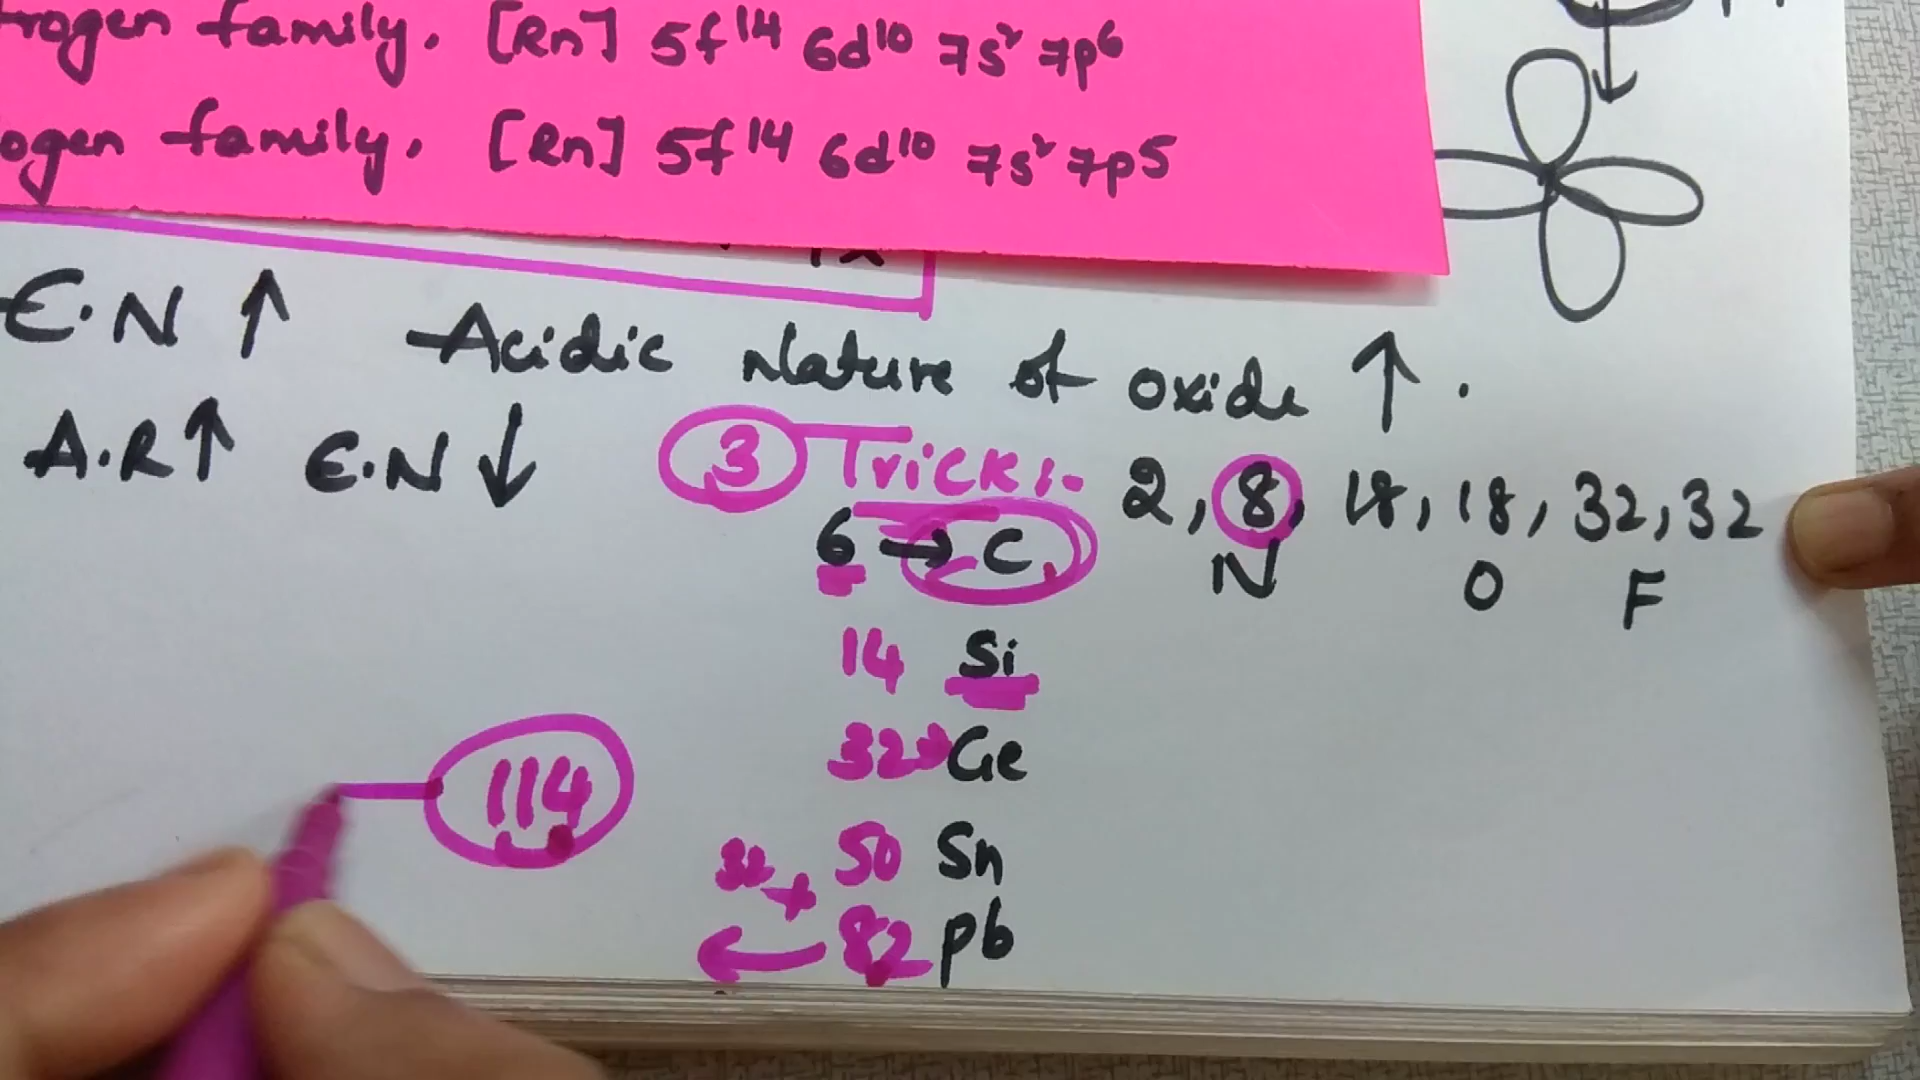 trogen family. [Rn] 5f¹⁴ 6d¹⁰ 7s² 7p⁶
ogen family. [Rn] 5f¹⁴ 6d¹⁰ 7s² 7p5
E.N ↑ Acidic Nature of oxide ↑.
A.R↑ E.N ↓
3 Trick:- 2, 8, 18, 18, 32, 32
6 → C N O F
14 Si
32→Ge
114
32+ 50 Sn
← 82 Pb